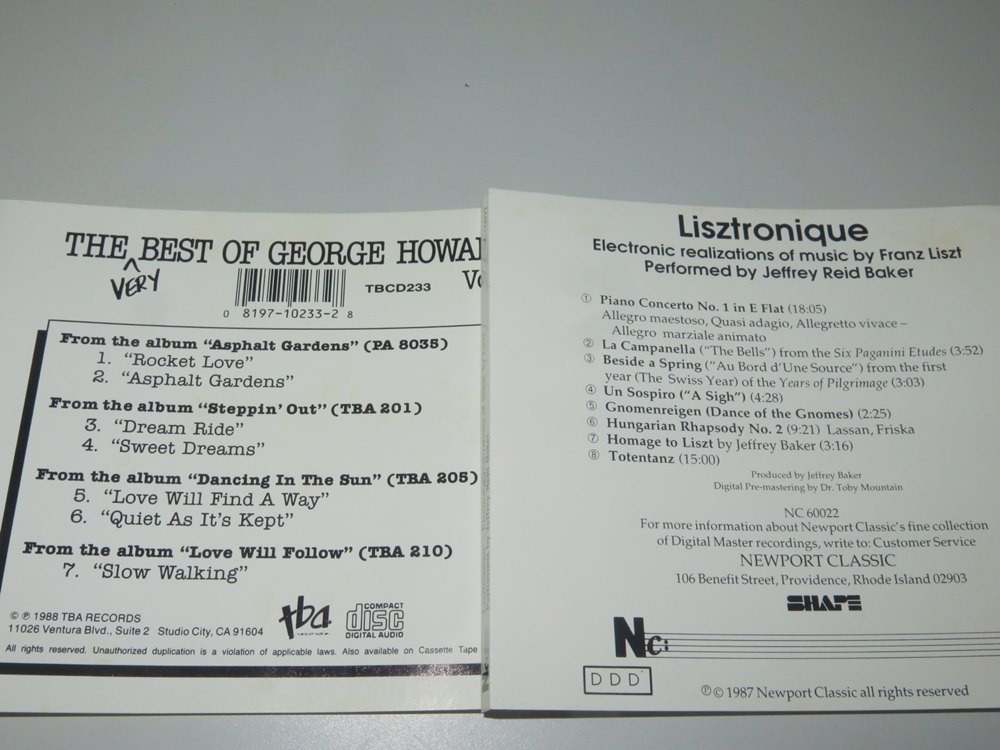 THE BEST OF GEORGE HOWA
VERY
TBCD233
0 8197-10233-2 8
From the album "Asphalt Gardens" (PA 8035)
1. "Rocket Love"
2. "Asphalt Gardens"
From the album "Steppin' Out" (TBA 201)
3. "Dream Ride"
4. "Sweet Dreams"
From the album "Dancing In The Sun" (TBA 205)
5. "Love Will Find A Way"
6. "Quiet As It's Kept"
From the album "Love Will Follow" (TBA 210)
7. "Slow Walking"
© ℗ 1988 TBA RECORDS
11026 Ventura Blvd., Suite 2 Studio City, CA 91604
tba
records
COMPACT
disc
DIGITAL AUDIO
All rights reserved. Unauthorized duplication is a violation of applicable laws. Also available on Cassette Tape
Lisztronique
Electronic realizations of music by Franz Liszt
Performed by Jeffrey Reid Baker
① Piano Concerto No. 1 in E Flat (18:05)
Allegro maestoso, Quasi adagio, Allegretto vivace –
Allegro marziale animato
② La Campanella ("The Bells") from the Six Paganini Etudes (3:52)
③ Beside a Spring ("Au Bord d'Une Source") from the first
year (The Swiss Year) of the Years of Pilgrimage (3:03)
④ Un Sospiro ("A Sigh") (4:28)
⑤ Gnomenreigen (Dance of the Gnomes) (2:25)
⑥ Hungarian Rhapsody No. 2 (9:21) Lassan, Friska
⑦ Homage to Liszt by Jeffrey Baker (3:16)
⑧ Totentanz (15:00)
Produced by Jeffrey Baker
Digital Pre-mastering by Dr. Toby Mountain
NC 60022
For more information about Newport Classic's fine collection
of Digital Master recordings, write to: Customer Service
NEWPORT CLASSIC
106 Benefit Street, Providence, Rhode Island 02903
SHAPE
Nc:
DDD
℗ © 1987 Newport Classic all rights reserved